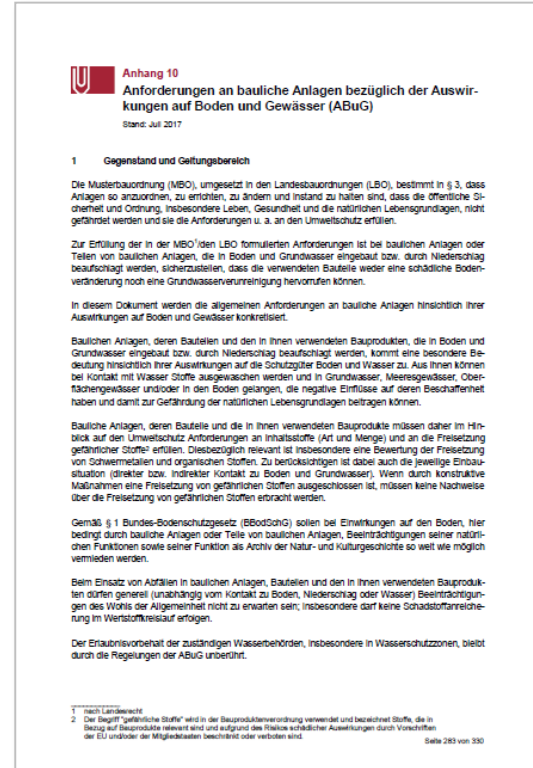 Anhang 10
Anforderungen an bauliche Anlagen bezüglich der Auswir-
kungen auf Boden und Gewässer (ABuG)
Stand: Juli 2017
1 Gegenstand und Geltungsbereich
Die Musterbauordnung (MBO), umgesetzt in den Landesbauordnungen (LBO), bestimmt in § 3, dass
Anlagen so anzuordnen, zu errichten, zu ändern und instand zu halten sind, dass die öffentliche Si-
cherheit und Ordnung, insbesondere Leben, Gesundheit und die natürlichen Lebensgrundlagen, nicht
gefährdet werden und sie die Anforderungen u. a. an den Umweltschutz erfüllen.
Zur Erfüllung der in der MBO¹/den LBO formulierten Anforderungen ist bei baulichen Anlagen oder
Teilen von baulichen Anlagen, die in Boden und Grundwasser eingebaut bzw. durch Niederschlag
beaufschlagt werden, sicherzustellen, dass die verwendeten Bauteile weder eine schädliche Boden-
veränderung noch eine Grundwasserverunreinigung hervorrufen können.
In diesem Dokument werden die allgemeinen Anforderungen an bauliche Anlagen hinsichtlich ihrer
Auswirkungen auf Boden und Gewässer konkretisiert.
Baulichen Anlagen, deren Bauteilen und den in ihnen verwendeten Bauprodukten, die in Boden und
Grundwasser eingebaut bzw. durch Niederschlag beaufschlagt werden, kommt eine besondere Be-
deutung hinsichtlich ihrer Auswirkungen auf die Schutzgüter Boden und Wasser zu. Aus ihnen können
bei Kontakt mit Wasser Stoffe ausgewaschen werden und in Grundwasser, Meeresgewässer, Ober-
flächengewässer und/oder in den Boden gelangen, die negative Einflüsse auf deren Beschaffenheit
haben und damit zur Gefährdung der natürlichen Lebensgrundlagen beitragen können.
Bauliche Anlagen, deren Bauteile und die in ihnen verwendeten Bauprodukte müssen daher im Hin-
blick auf den Umweltschutz Anforderungen an Inhaltsstoffe (Art und Menge) und an die Freisetzung
gefährlicher Stoffe² erfüllen. Diesbezüglich relevant ist insbesondere eine Bewertung der Freisetzung
von Schwermetallen und organischen Stoffen. Zu berücksichtigen ist dabei auch die jeweilige Einbau-
situation (direkter bzw. indirekter Kontakt zu Boden und Grundwasser). Wenn durch konstruktive
Maßnahmen eine Freisetzung von gefährlichen Stoffen ausgeschlossen ist, müssen keine Nachweise
über die Freisetzung von gefährlichen Stoffen erbracht werden.
Gemäß § 1 Bundes-Bodenschutzgesetz (BBodSchG) sollen bei Einwirkungen auf den Boden, hier
bedingt durch bauliche Anlagen oder Teile von baulichen Anlagen, Beeinträchtigungen seiner natürli-
chen Funktionen sowie seiner Funktion als Archiv der Natur- und Kulturgeschichte so weit wie möglich
vermieden werden.
Beim Einsatz von Abfällen in baulichen Anlagen, Bauteilen und den in ihnen verwendeten Bauproduk-
ten dürfen generell (unabhängig vom Kontakt zu Boden, Niederschlag oder Wasser) Beeinträchtigun-
gen des Wohls der Allgemeinheit nicht zu erwarten sein; insbesondere darf keine Schadstoffanreiche-
rung im Wertstoffkreislauf erfolgen.
Der Erlaubnisvorbehalt der zuständigen Wasserbehörden, insbesondere in Wasserschutzzonen, bleibt
durch die Regelungen der ABuG unberührt.
1 nach Landesrecht
2 Der Begriff "gefährliche Stoffe" wird in der Bauproduktenverordnung verwendet und bezeichnet Stoffe, die in
Bezug auf Bauprodukte relevant sind und aufgrund des Risikos schädlicher Auswirkungen durch Vorschriften
der EU und/oder der Mitgliedstaaten beschränkt oder verboten sind.
Seite 283 von 330